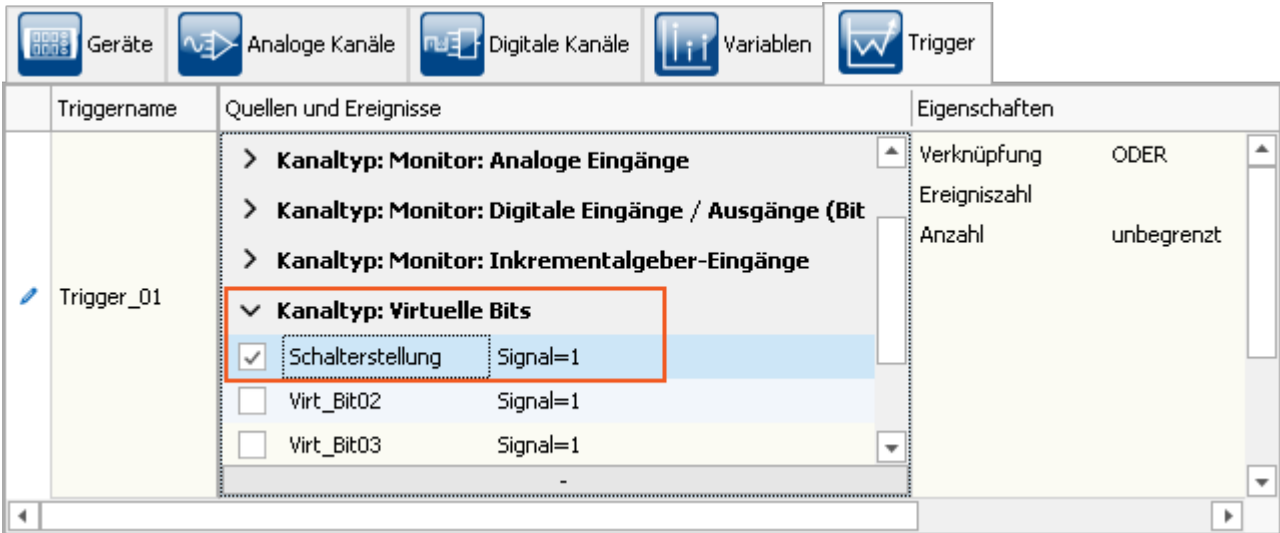 Geräte Analoge Kanäle Digitale Kanäle Variablen Trigger
Triggername Quellen und Ereignisse Eigenschaften
Kanaltyp: Monitor: Analoge Eingänge
Kanaltyp: Monitor: Digitale Eingänge / Ausgänge (Bit
Kanaltyp: Monitor: Inkrementalgeber-Eingänge
Trigger_01
Kanaltyp: Virtuelle Bits
Schalterstellung Signal=1
Virt_Bit02 Signal=1
Virt_Bit03 Signal=1
-
Verknüpfung ODER
Ereigniszahl
Anzahl unbegrenzt